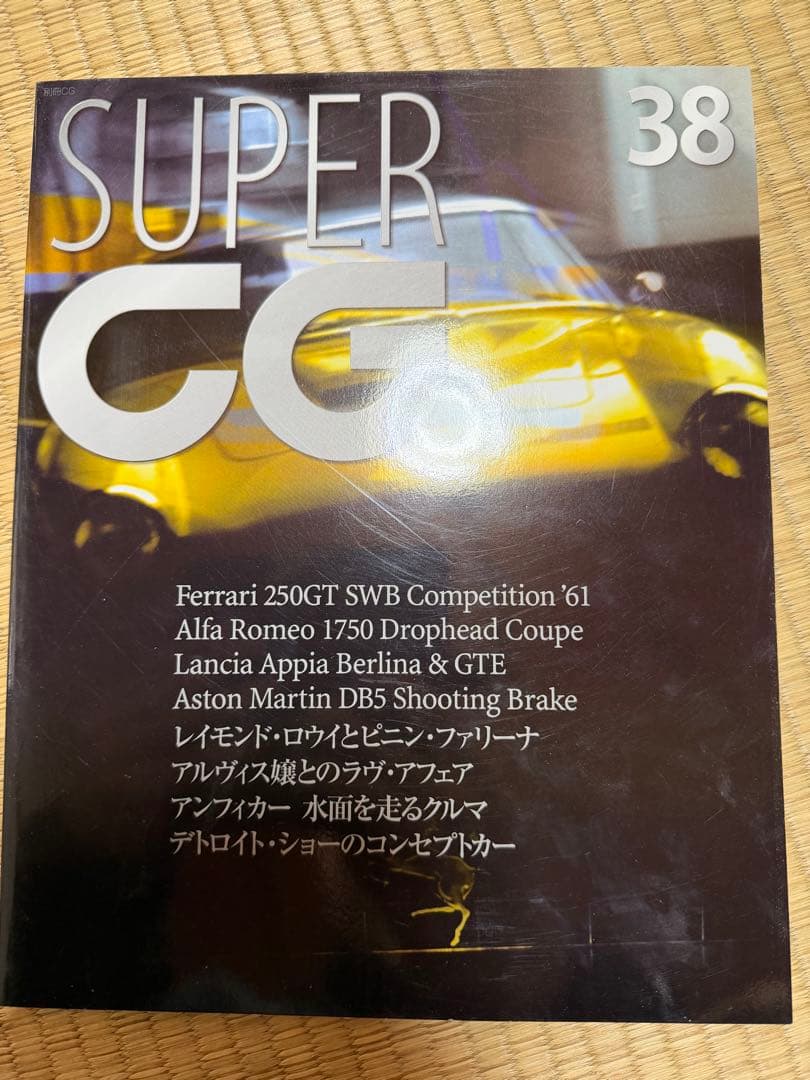 別冊CG
SUPER
CG
38
Ferrari 250GT SWB Competition ’61
Alfa Romeo 1750 Drophead Coupe
Lancia Appia Berlina & GTE
Aston Martin DB5 Shooting Brake
レイモンド・ロウイとピニン・ファリーナ
アルヴィス嬢とのラヴ・アフェア
アンフィカー 水面を走るクルマ
デトロイト・ショーのコンセプトカー